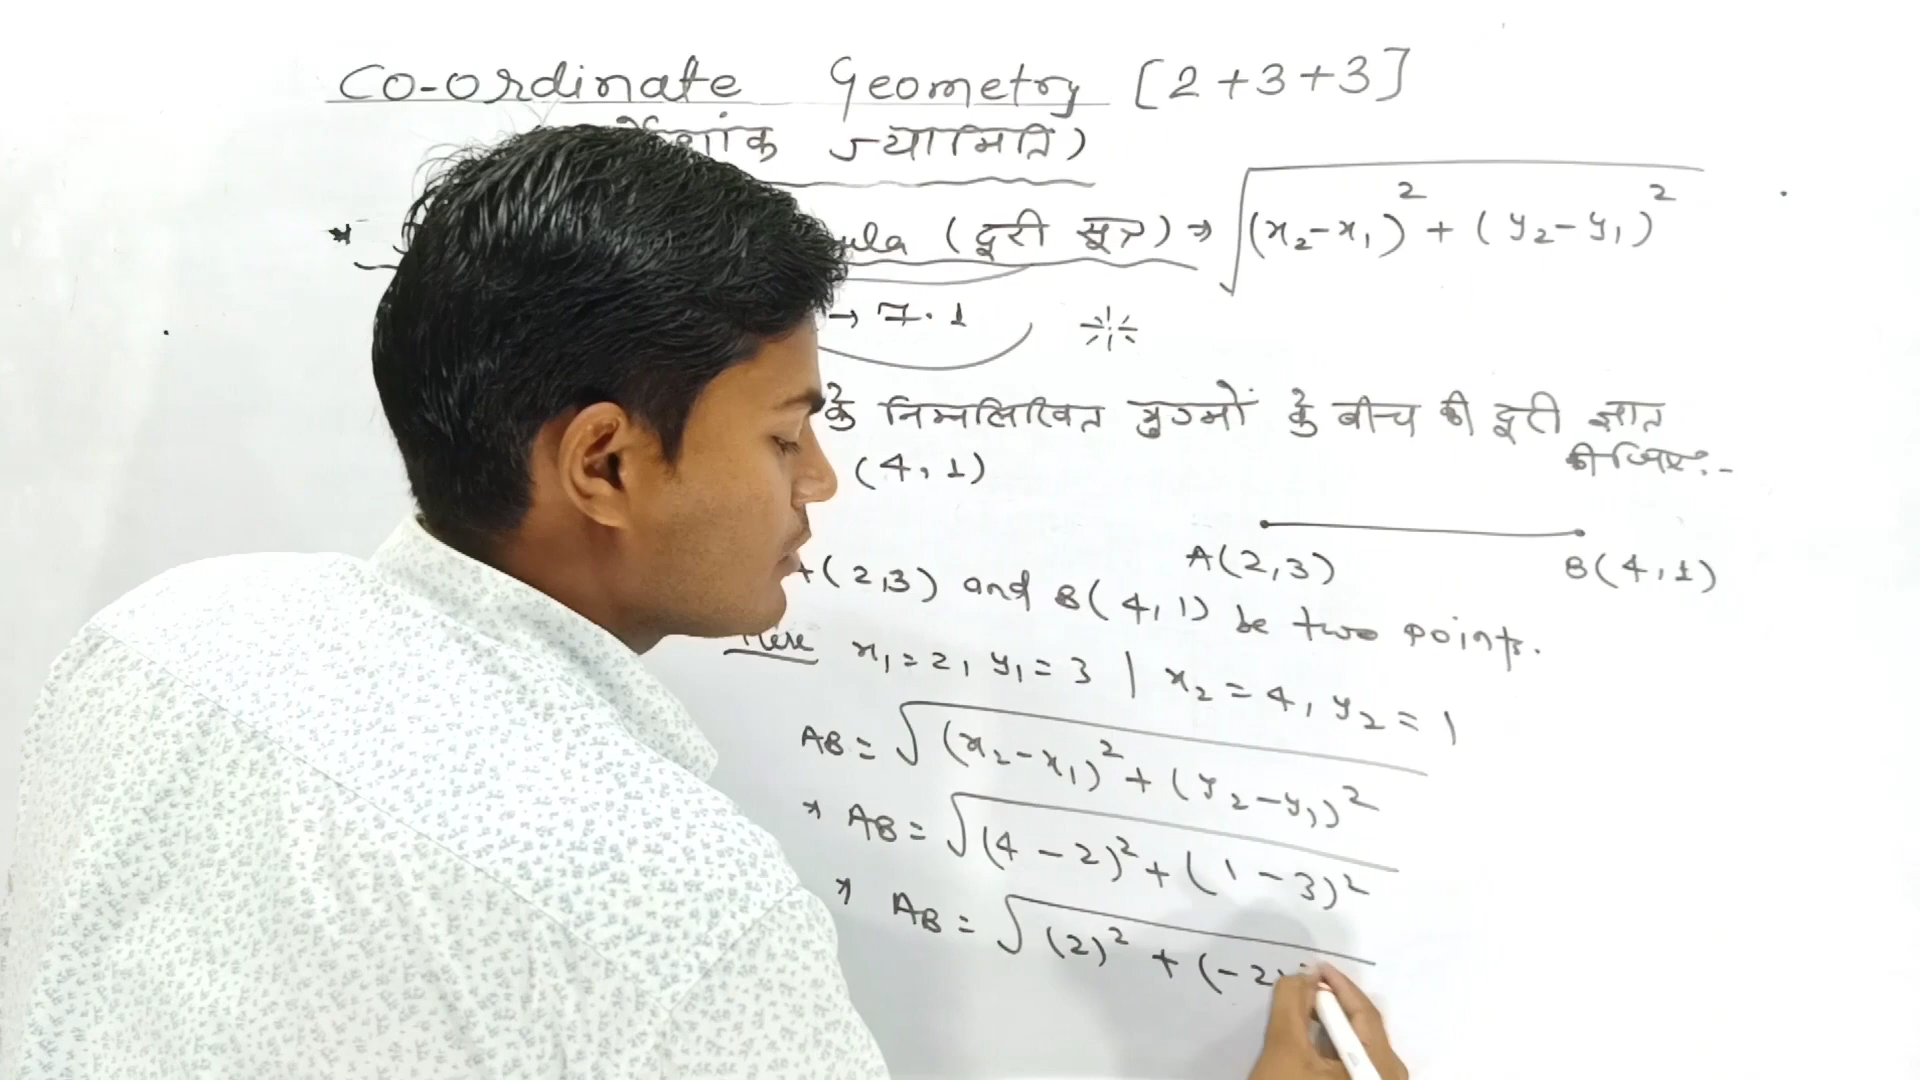 Co-ordinate Geometry [2+3+3]
ज्यामिति)
* (दूरी सूत्र) → √(x₂-x₁)² + (y₂-y₁)²
→ 7.1
के निम्नलिखित युग्मों के बीच की दूरी ज्ञात
कीजिए:-
(4,1)
A(2,3) B(4,1)
(2,3) and B(4,1) be two points.
Here x₁=2, y₁=3 | x₂=4, y₂=1
AB = √(x₂-x₁)² + (y₂-y₁)²
AB = √(4-2)² + (1-3)²
AB = √(2)² + (-2)